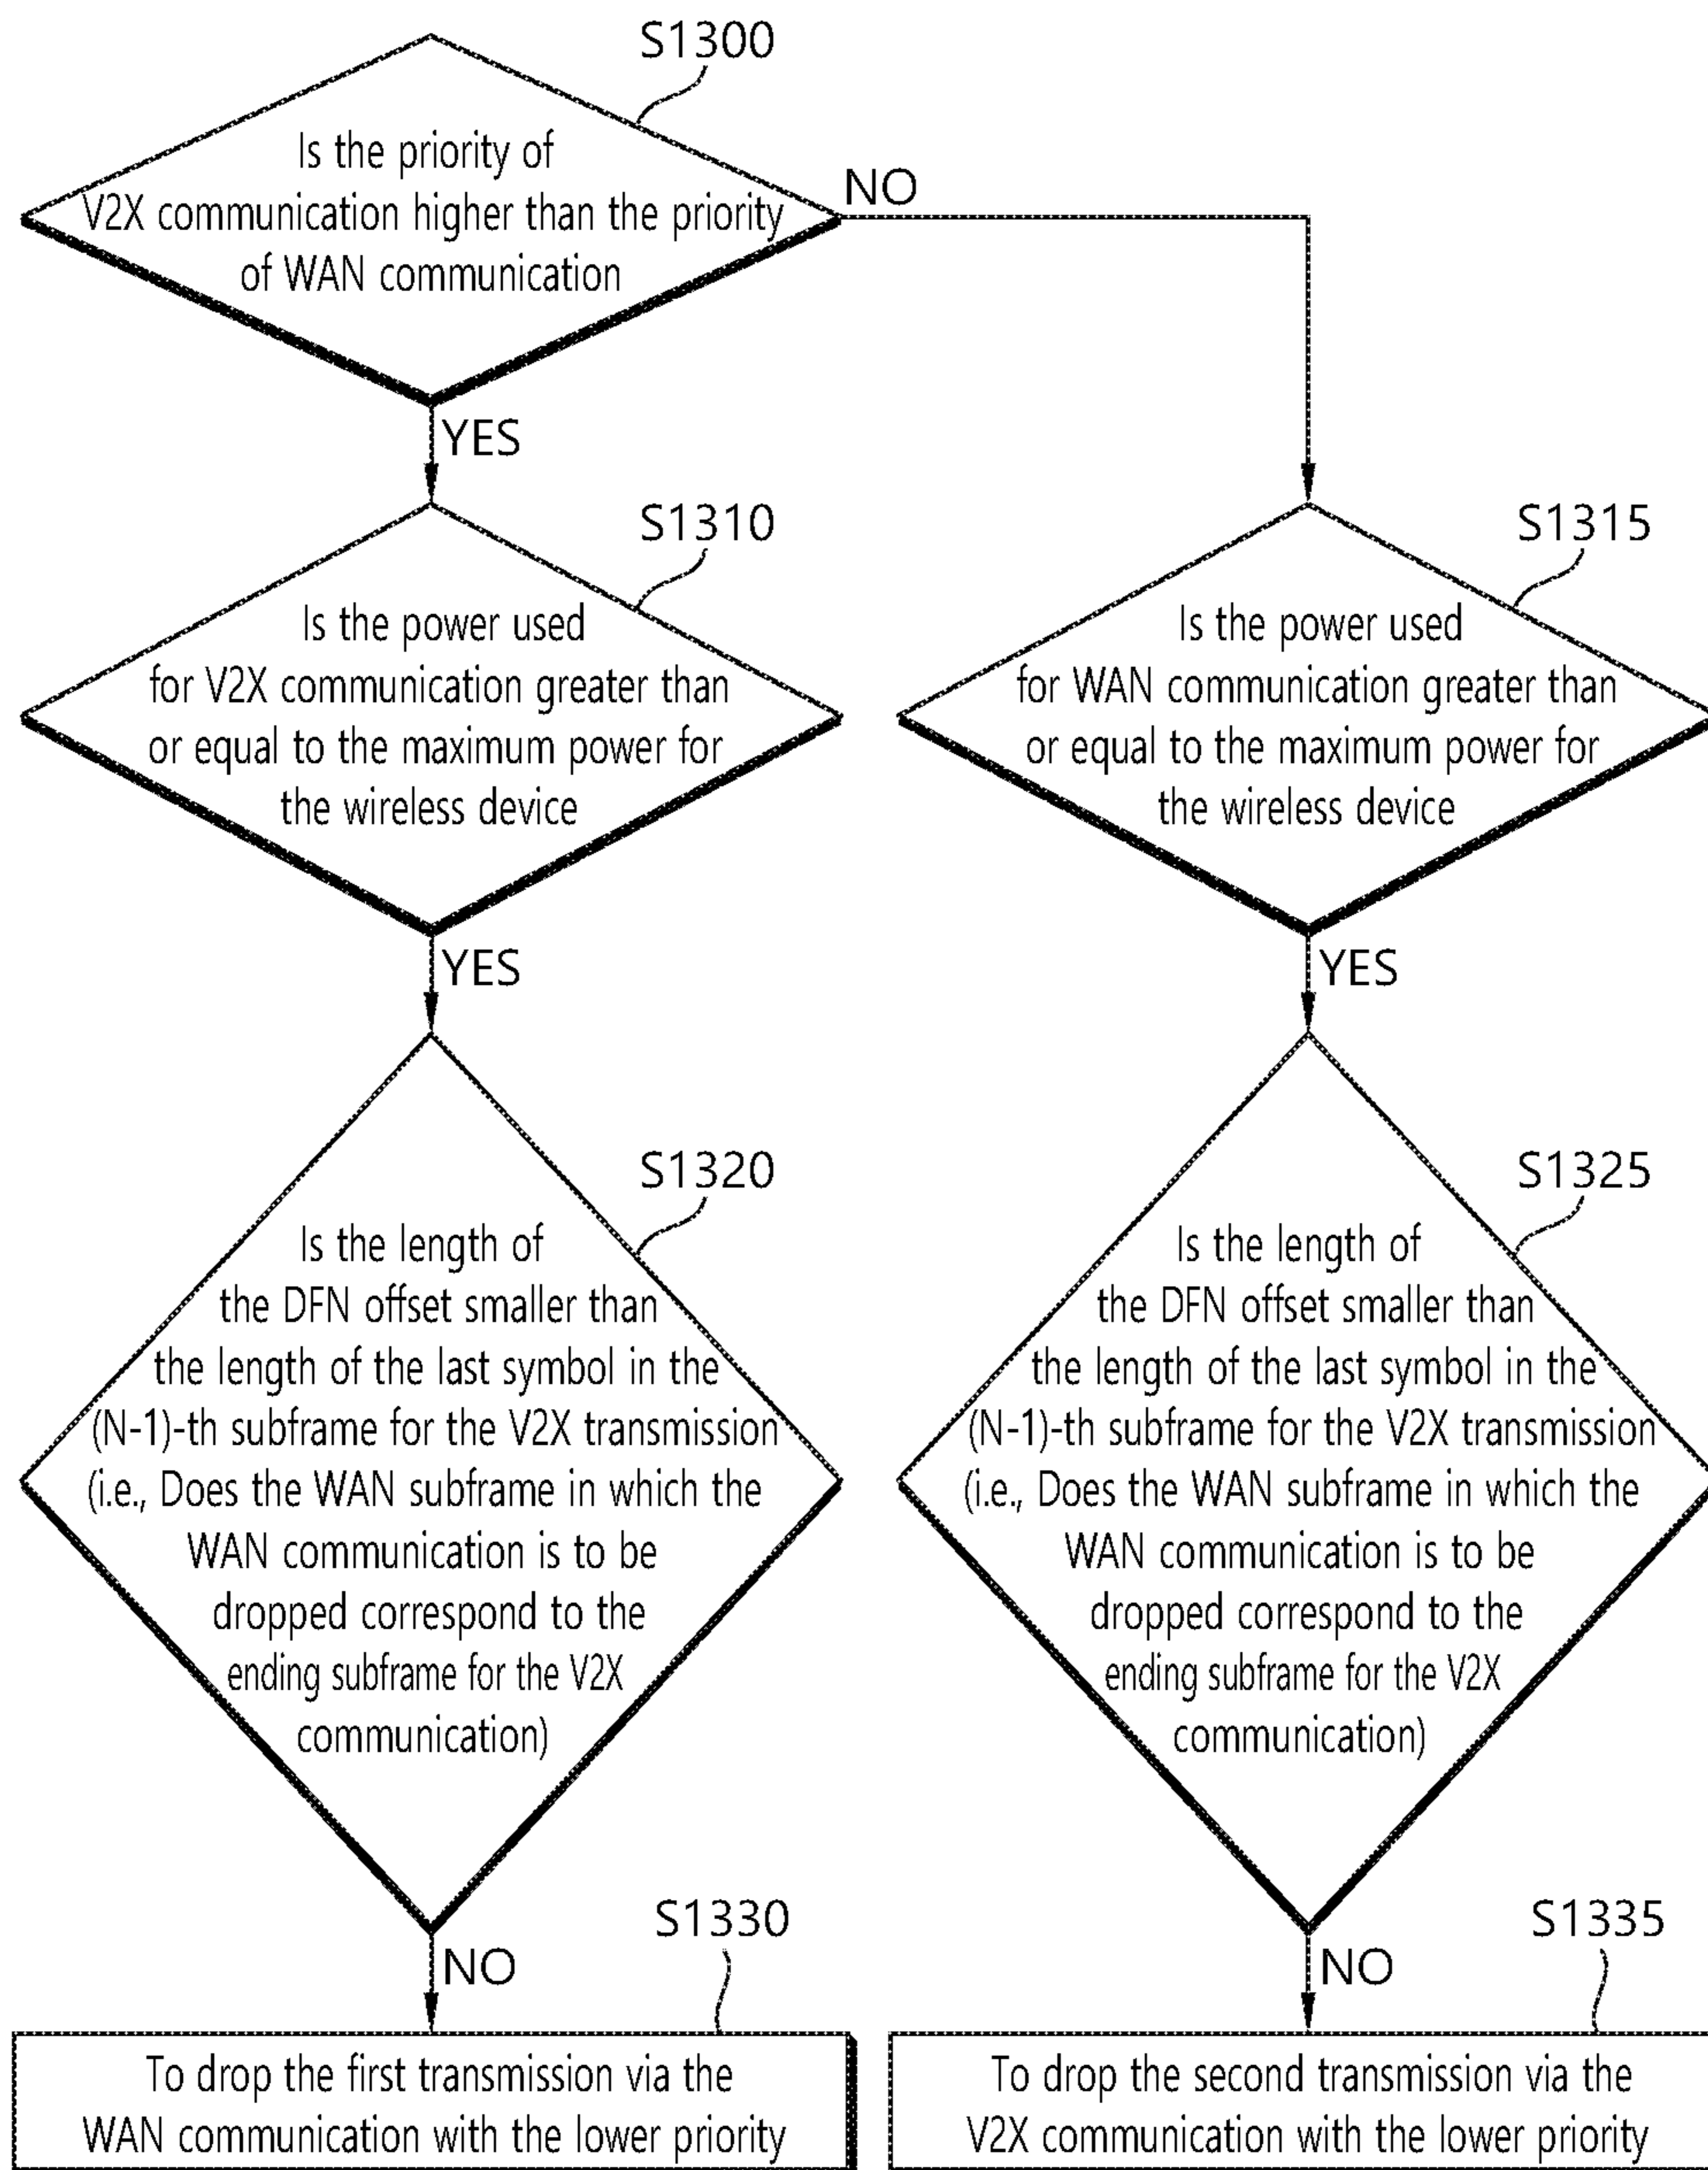 S1300
Is the priority of
V2X communication higher than the priority
of WAN communication
NO
YES
S1310
Is the power used
for V2X communication greater than
or equal to the maximum power for
the wireless device
YES
S1315
Is the power used
for WAN communication greater than
or equal to the maximum power for
the wireless device
YES
S1320
Is the length of
the DFN offset smaller than
the length of the last symbol in the
(N-1)-th subframe for the V2X transmission
(i.e., Does the WAN subframe in which the
WAN communication is to be
dropped correspond to the
ending subframe for the V2X
communication)
NO
S1325
Is the length of
the DFN offset smaller than
the length of the last symbol in the
(N-1)-th subframe for the V2X transmission
(i.e., Does the WAN subframe in which the
WAN communication is to be
dropped correspond to the
ending subframe for the V2X
communication)
NO
S1330
To drop the first transmission via the
WAN communication with the lower priority
S1335
To drop the second transmission via the
V2X communication with the lower priority